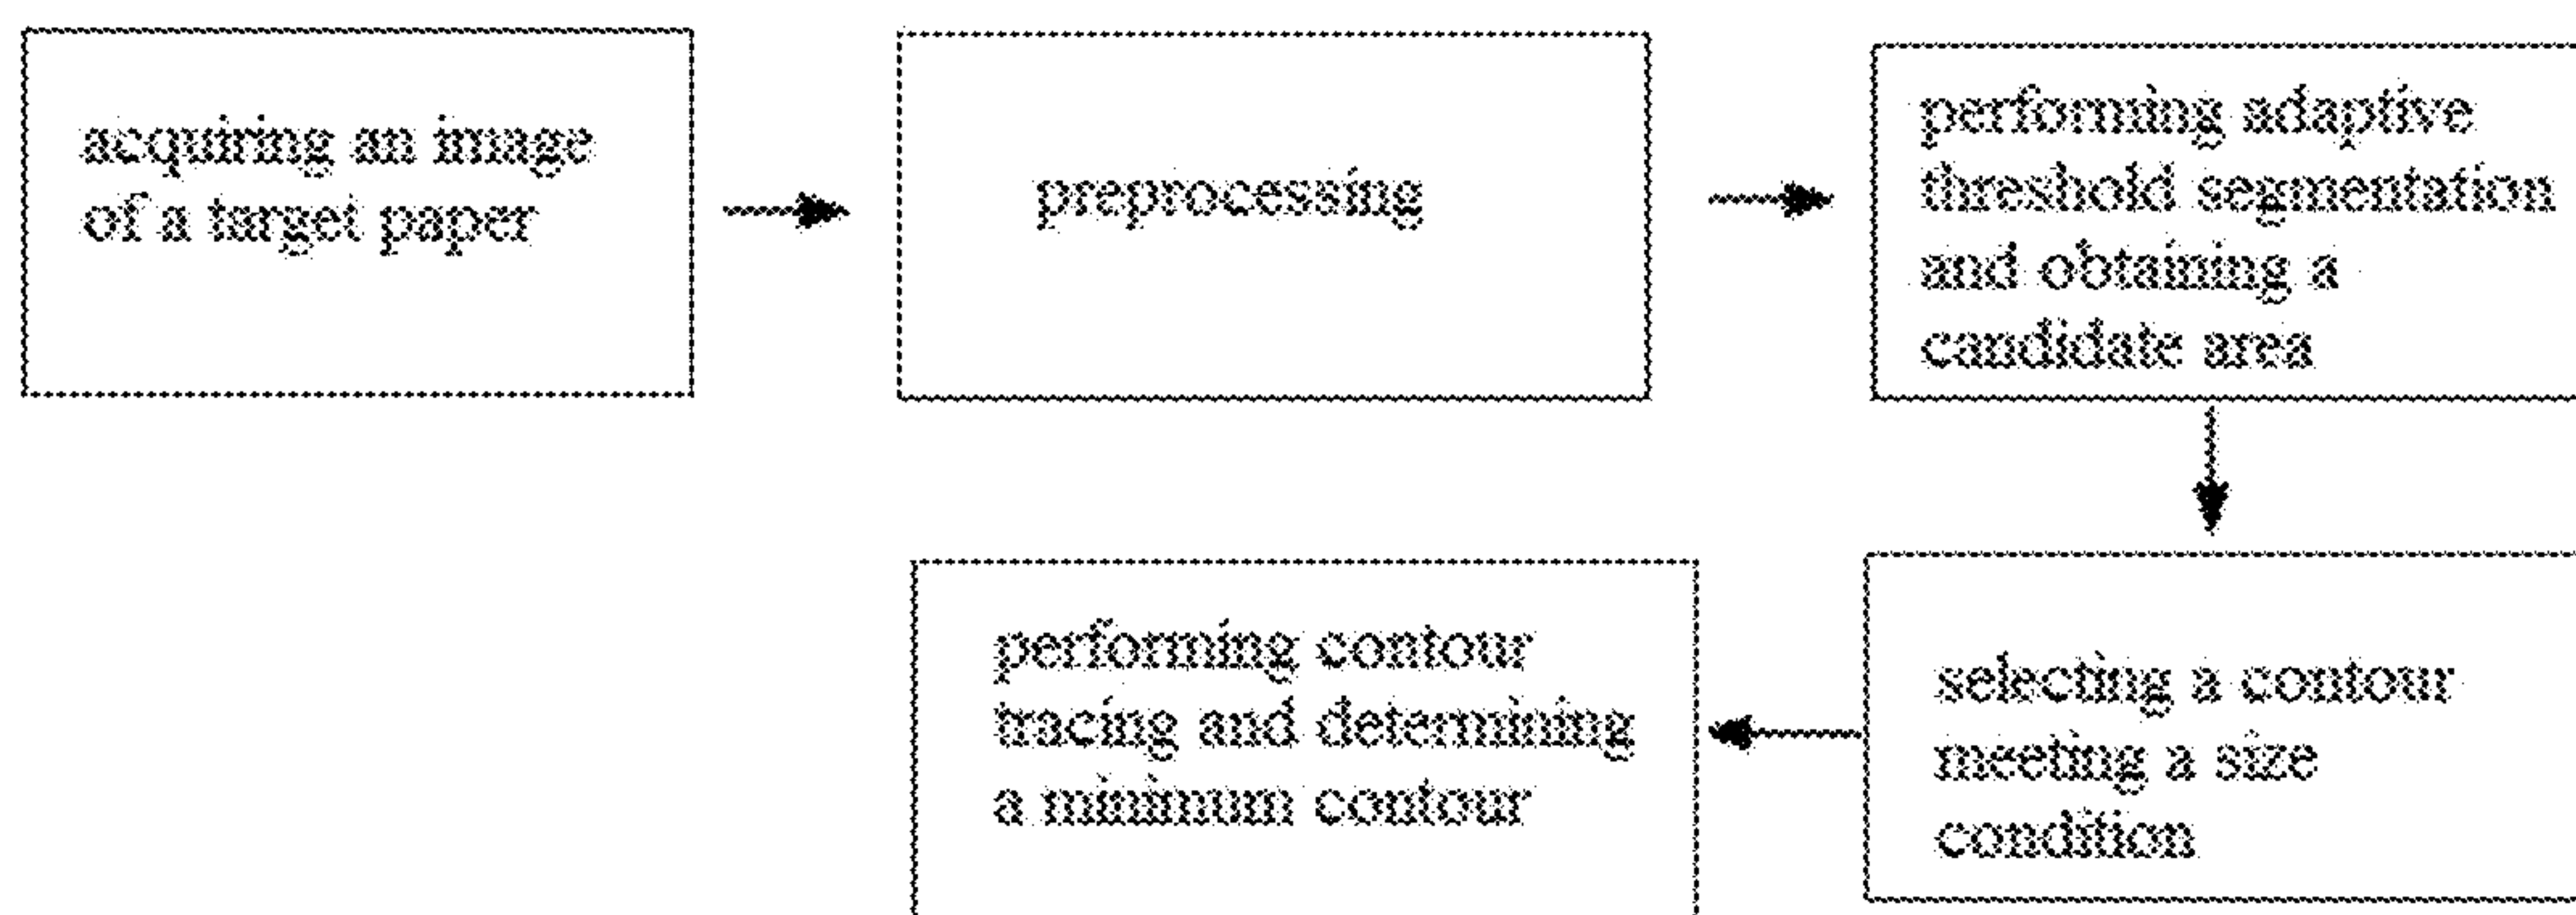 acquiring an image
of a target paper
preprocessing
performing adaptive
threshold segmentation
and obtaining a
candidate area
selecting a contour
meeting a size
condition
performing contour
tracing and determining
a minimum contour